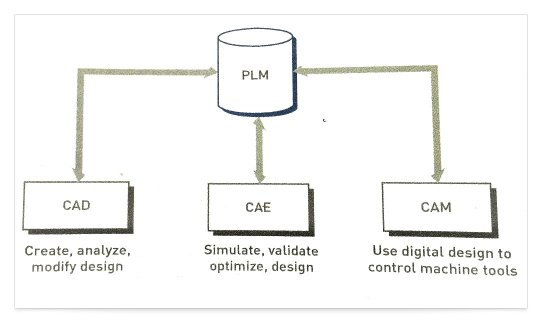 PLM
CAD
CAE
CAM
Create, analyze,
modify design
Simulate, validate
optimize, design
Use digital design to
control machine tools